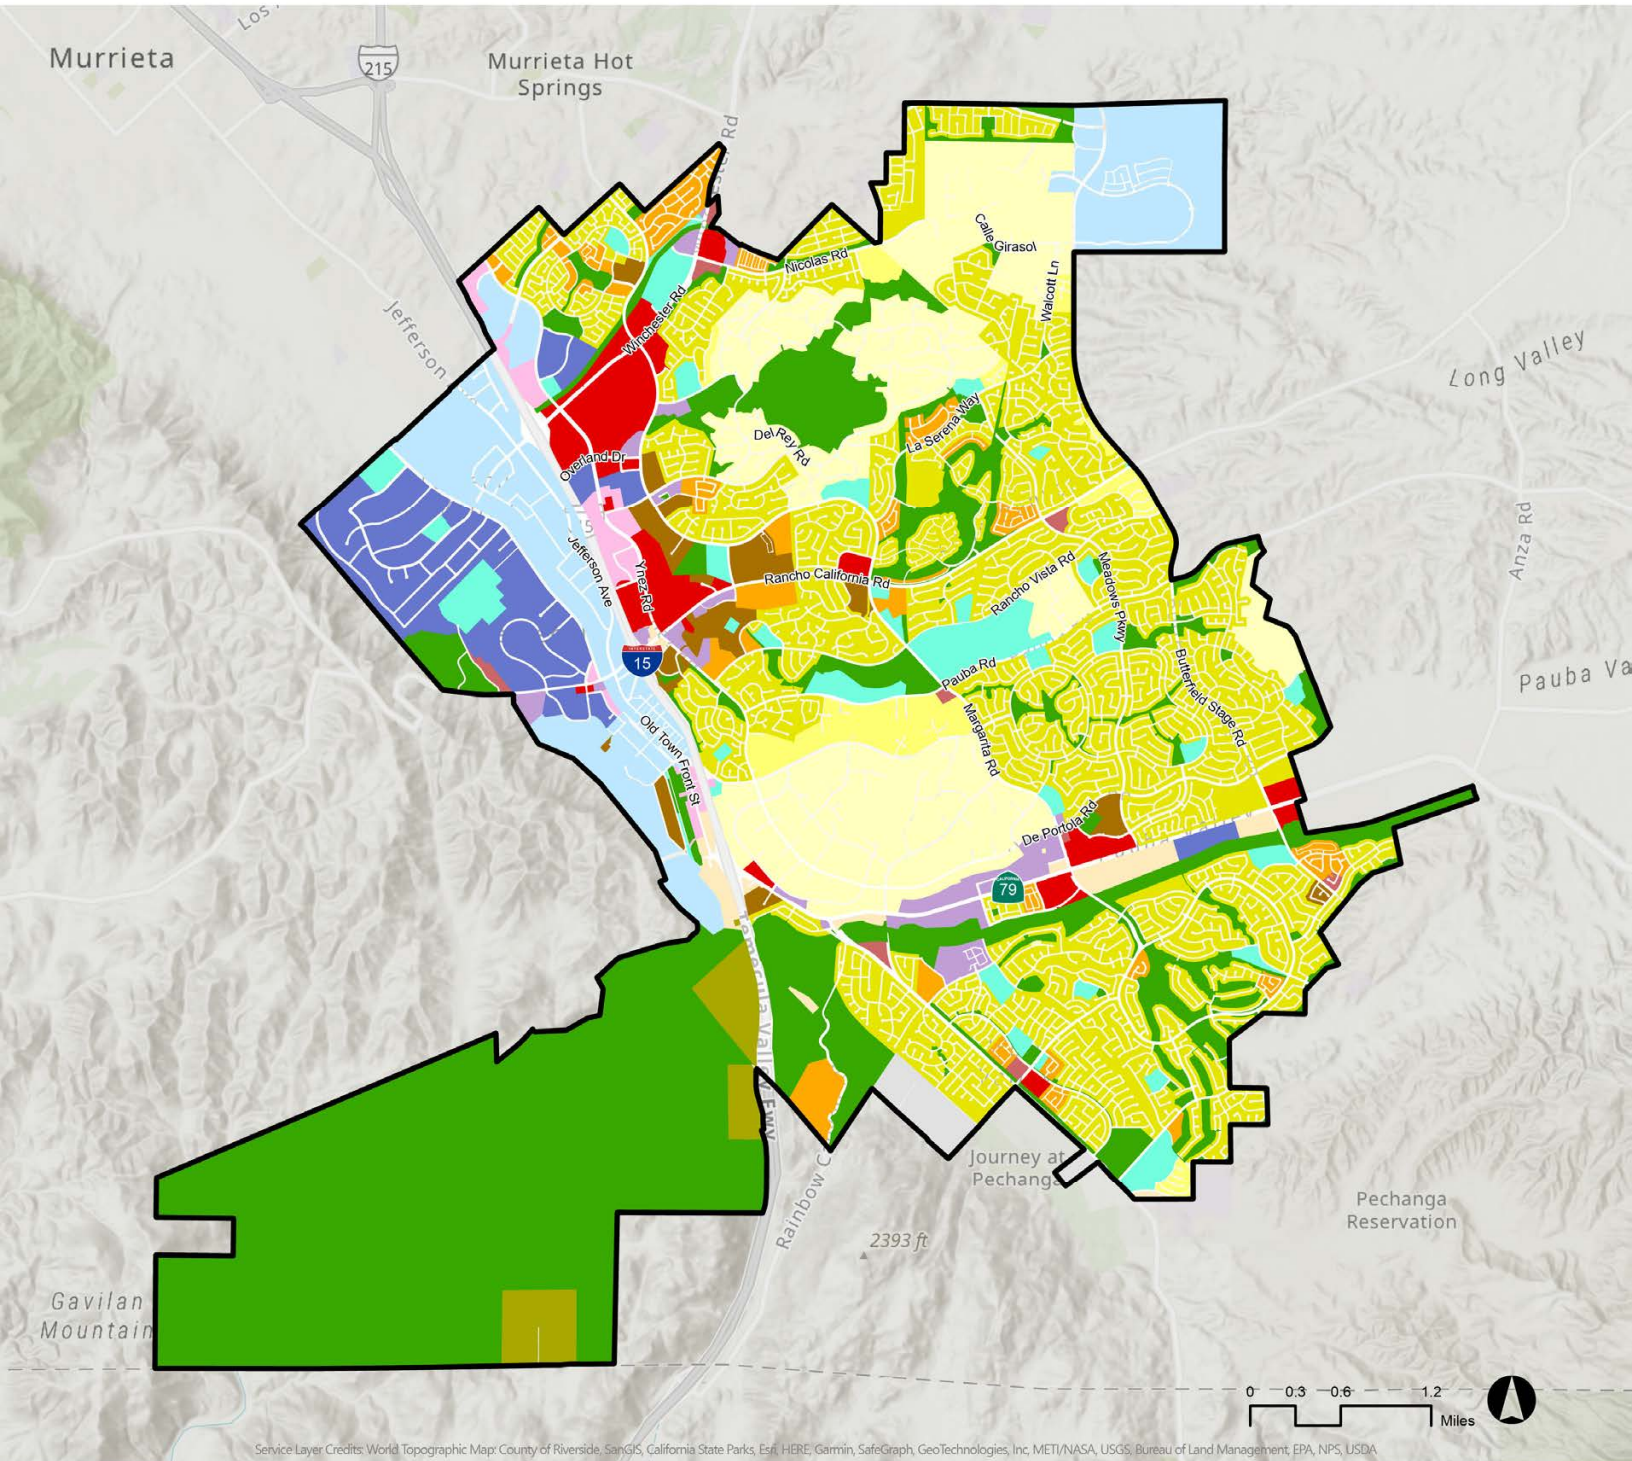 Los
Murrieta
215
Murrieta Hot
Springs
Rd
Calle
Girasol
Nicolas Rd
Walcott Ln
Jefferson
Winchester Rd
Long Valley
La Serena Way
Del Rey Rd
Overland Dr
Anza Rd
Jefferson Ave
Ynez Rd
Rancho California Rd
Rancho Vista Rd
Meadows Pkwy
15
Pauba Rd
Pauba Va
Butterfield Stage Rd
Margarita Rd
Old Town Front St
De Portola Rd
CALIFORNIA
79
Temecula Valley Fwy
Journey at
Pechanga
Rainbow C
Pechanga
Reservation
2393 ft
Gavilan
Mountain
0 0.3 0.6 1.2
Miles
Service Layer Credits: World Topographic Map: County of Riverside, SanGIS, California State Parks, Esri, HERE, Garmin, SafeGraph, GeoTechnologies, Inc, METI/NASA, USGS, Bureau of Land Management, EPA, NPS, USDA